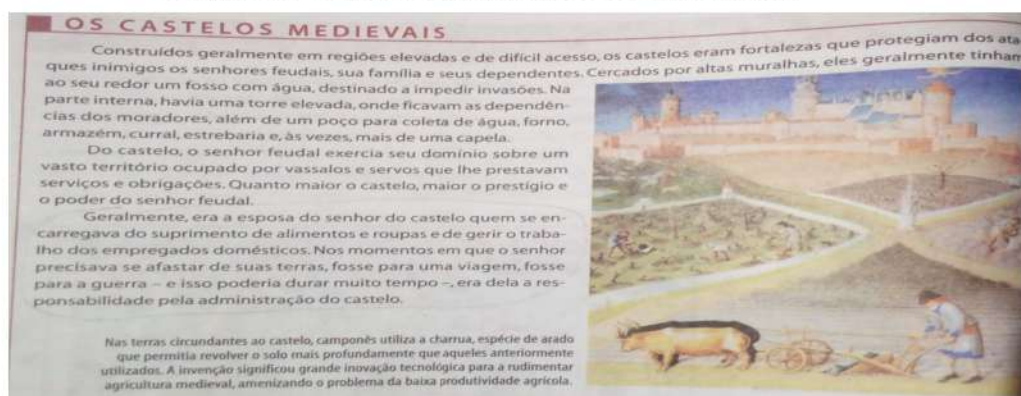 OS CASTELOS MEDIEVAIS
Construídos geralmente em regiões elevadas e de difícil acesso, os castelos eram fortalezas que protegiam dos ata-
ques inimigos os senhores feudais, sua família e seus dependentes. Cercados por altas muralhas, eles geralmente tinham
ao seu redor um fosso com água, destinado a impedir invasões. Na
parte interna, havia uma torre elevada, onde ficavam as dependên-
cias dos moradores, além de um poço para coleta de água, forno,
armazém, curral, estrebaria e, às vezes, mais de uma capela.
Do castelo, o senhor feudal exercia seu domínio sobre um
vasto território ocupado por vassalos e servos que lhe prestavam
serviços e obrigações. Quanto maior o castelo, maior o prestígio e
o poder do senhor feudal.
Geralmente, era a esposa do senhor do castelo quem se en-
carregava do suprimento de alimentos e roupas e de gerir o traba-
lho dos empregados domésticos. Nos momentos em que o senhor
precisava se afastar de suas terras, fosse para uma viagem, fosse
para a guerra – e isso poderia durar muito tempo –, era dela a res-
ponsabilidade pela administração do castelo.
Nas terras circundantes ao castelo, camponês utiliza a charrua, espécie de arado
que permitia revolver o solo mais profundamente que aqueles anteriormente
utilizados. A invenção significou grande inovação tecnológica para a rudimentar
agricultura medieval, amenizando o problema da baixa produtividade agrícola.